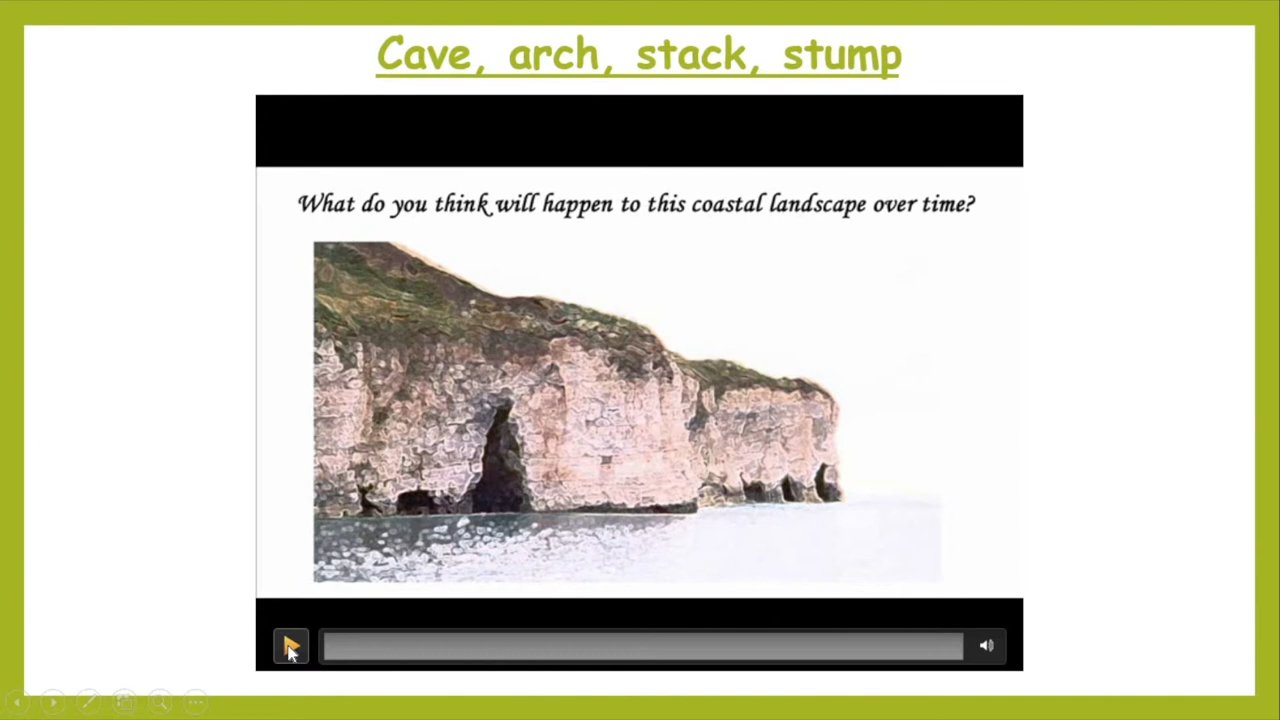 Cave, arch, stack, stump
What do you think will happen to this coastal landscape over time?